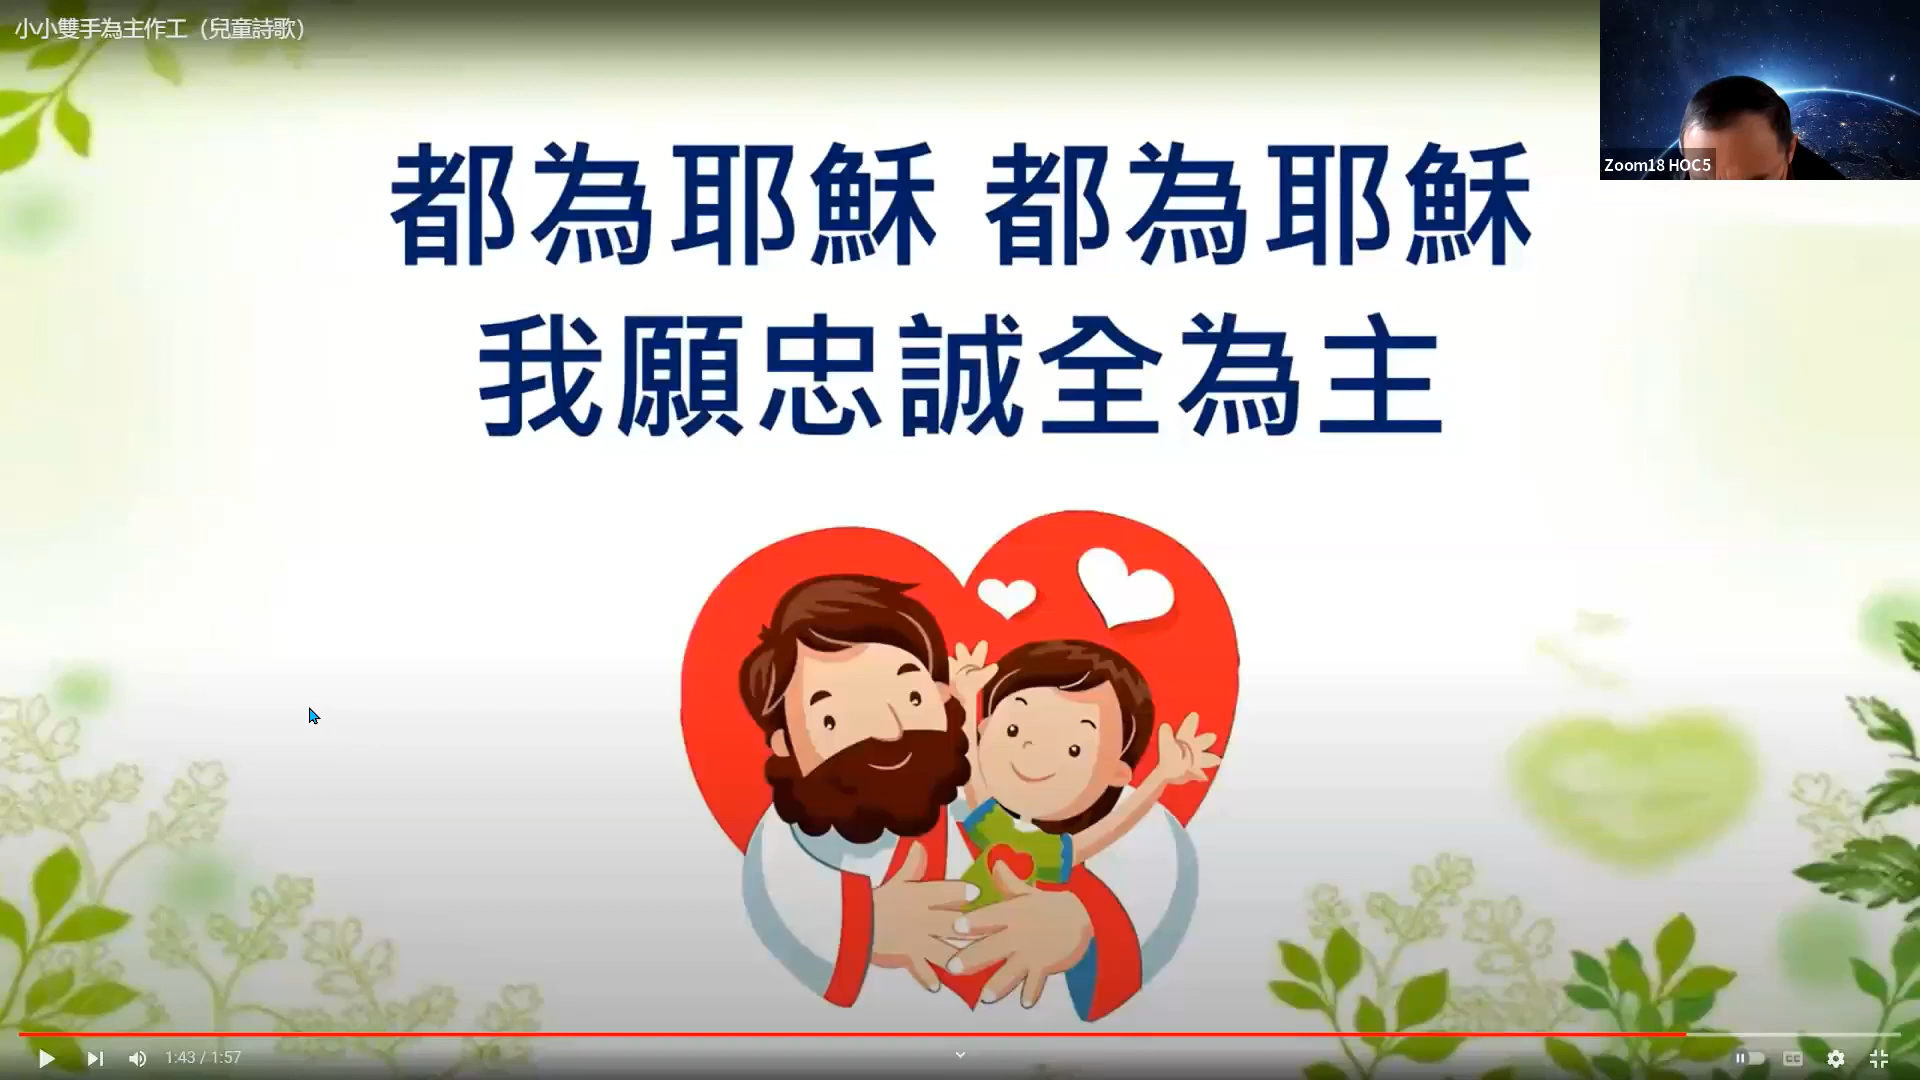 小小雙手為主作工（兒童詩歌）
Zoom18 HOC5
都為耶穌 都為耶穌
我願忠誠全為主
1:43 / 1:57
CC